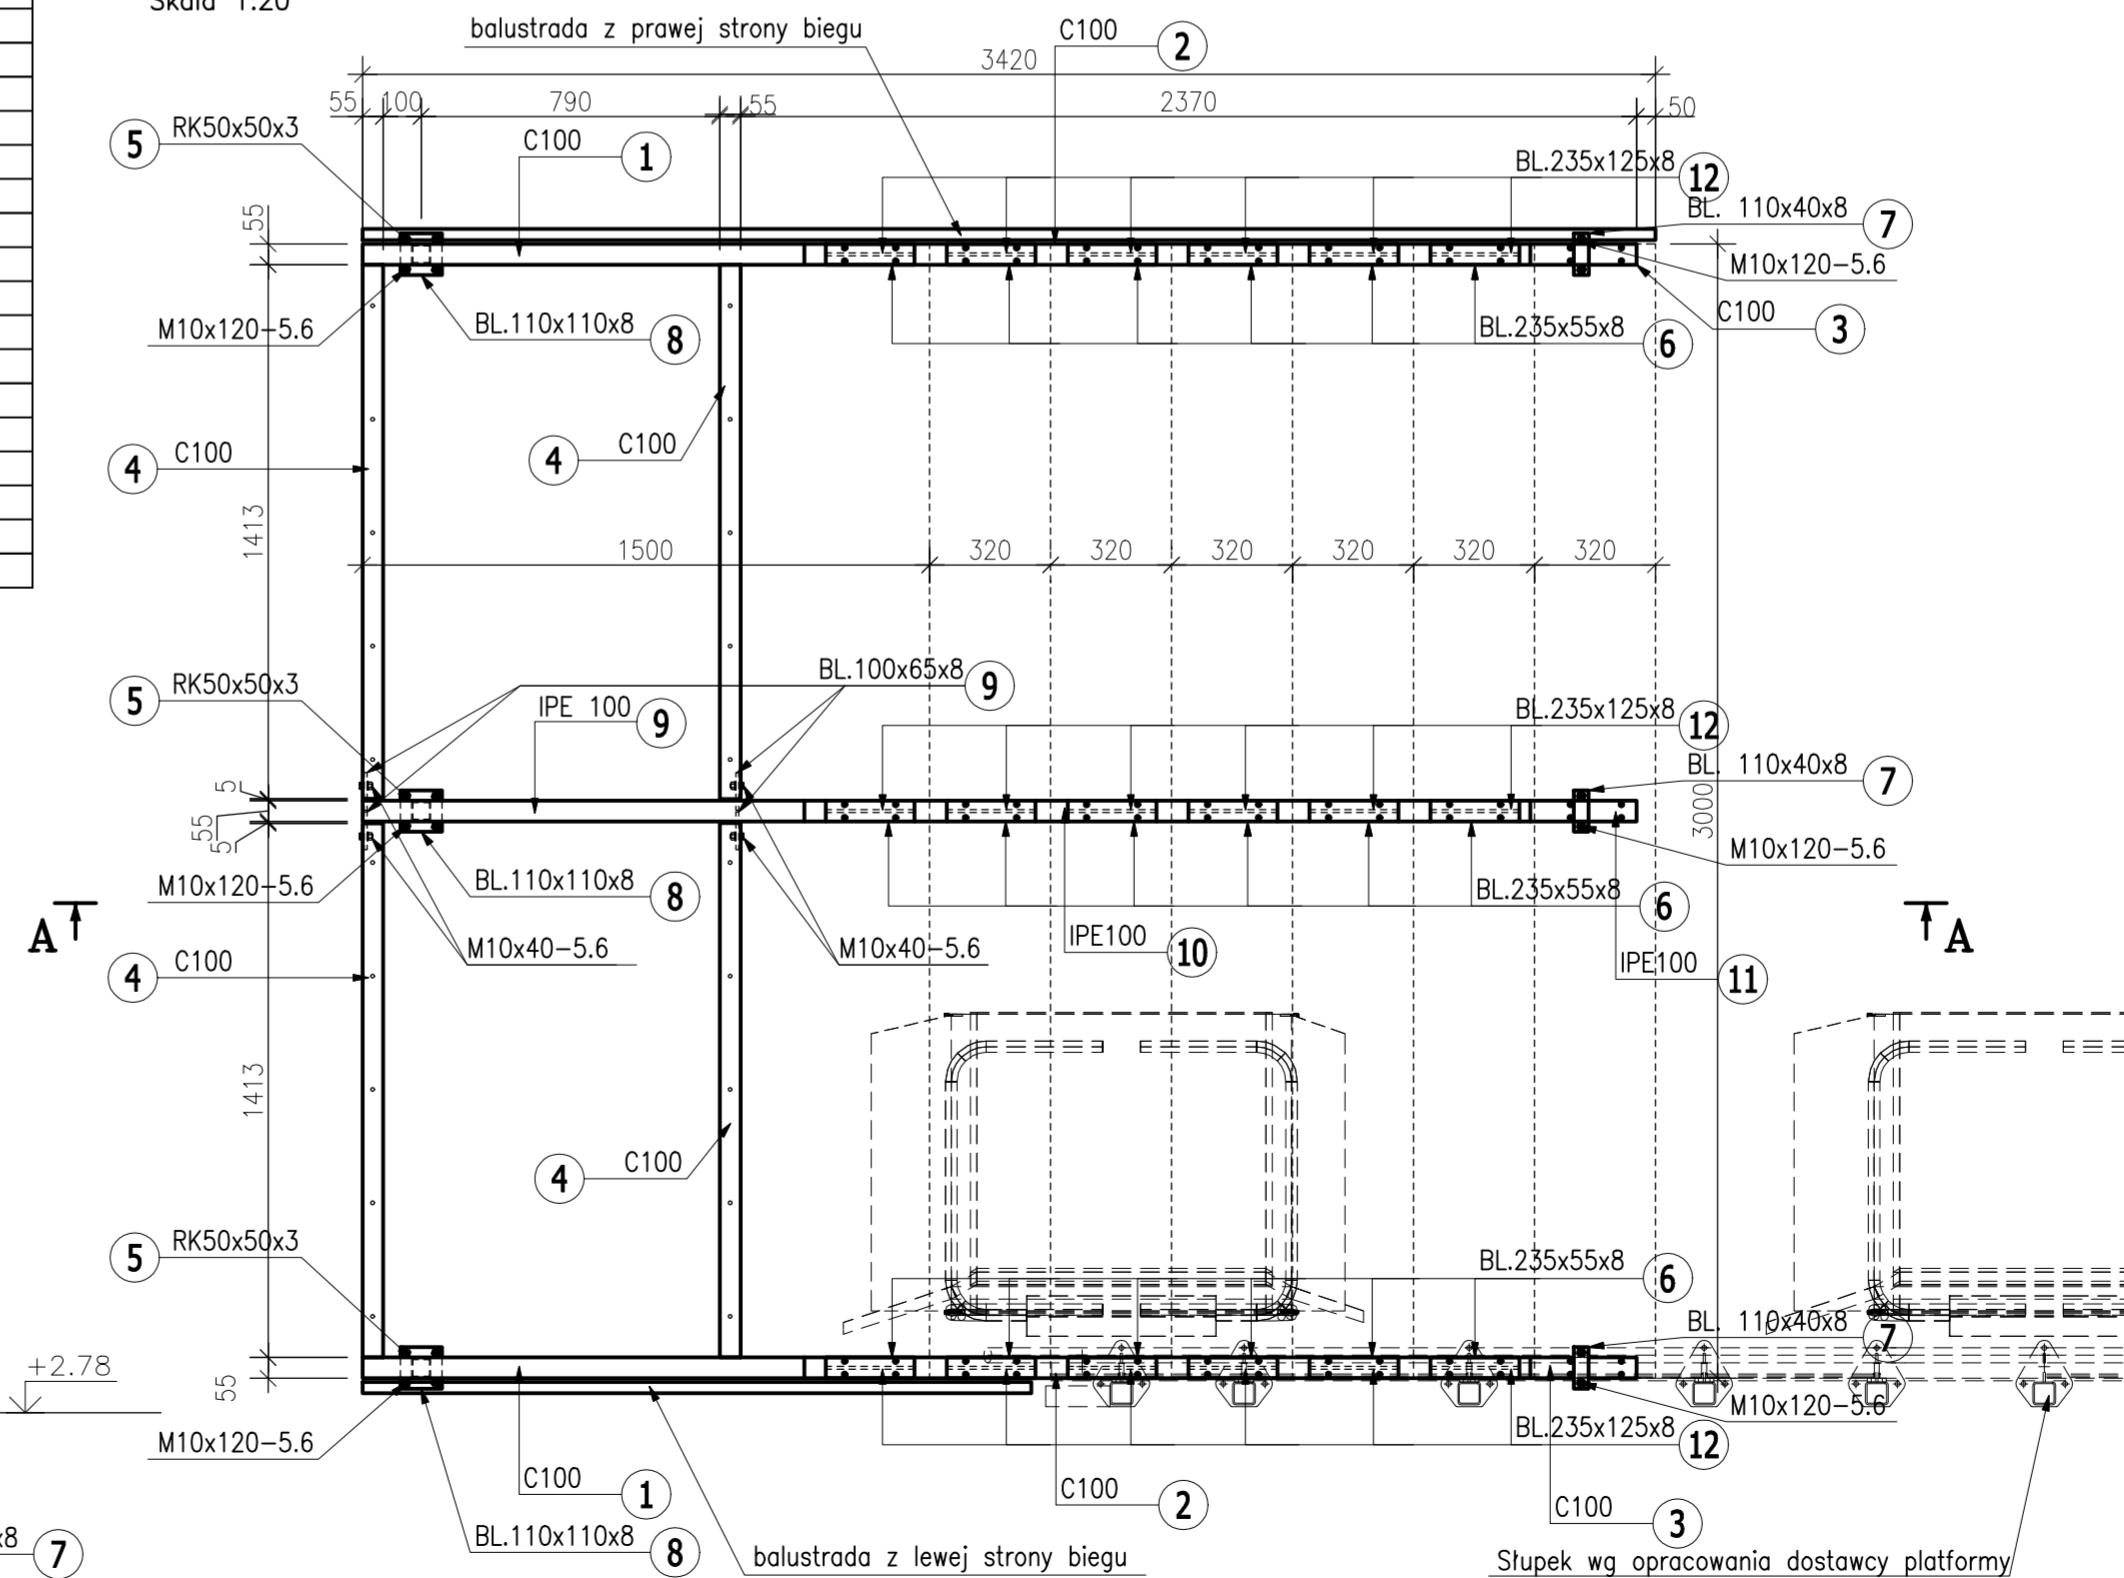 Skala 1:20
balustrada z prawej strony biegu
C100
2
3420
55
100
790
55
2370
50
5
RK50x50x3
C100
1
BL.235x125x8
12
BL. 110x40x8
7
55
M10x120-5.6
M10x120-5.6
BL.110x110x8
8
BL.235x55x8
6
C100
3
4
C100
4
C100
1413
1500
320
320
320
320
320
320
5
RK50x50x3
BL.100x65x8
9
IPE 100
9
BL.235x125x8
12
BL. 110x40x8
7
5
55
5
3000
M10x120-5.6
M10x120-5.6
BL.110x110x8
8
BL.235x55x8
6
A
A
M10x40-5.6
M10x40-5.6
IPE100
10
IPE100
11
4
C100
1413
4
C100
5
RK50x50x3
BL.235x55x8
6
BL. 110x40x8
7
+2.78
55
M10x120-5.6
M10x120-5.6
BL.235x125x8
12
C100
1
C100
2
C100
3
x8
7
BL.110x110x8
8
balustrada z lewej strony biegu
Słupek wg opracowania dostawcy platformy